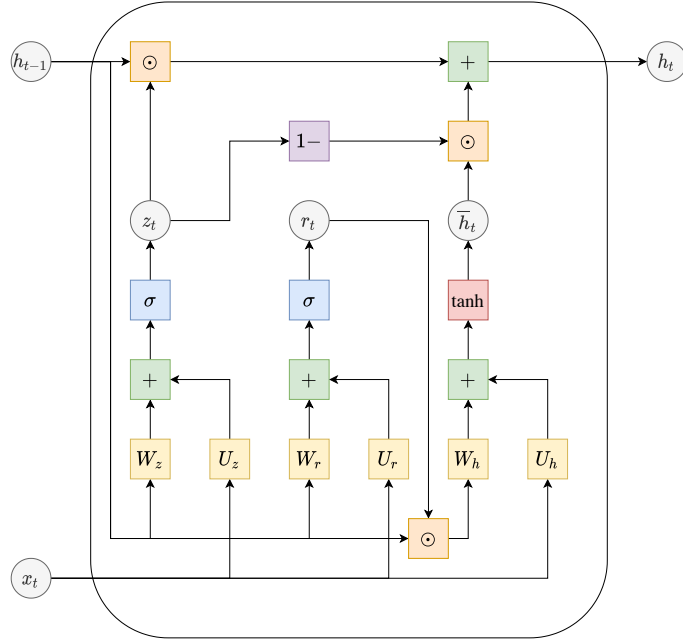 h_{t−1} ⊙ + h_t
1− ⊙
z_t r_t h̅_t
σ σ tanh
+ + +
W_z U_z W_r U_r W_h U_h
⊙
x_t